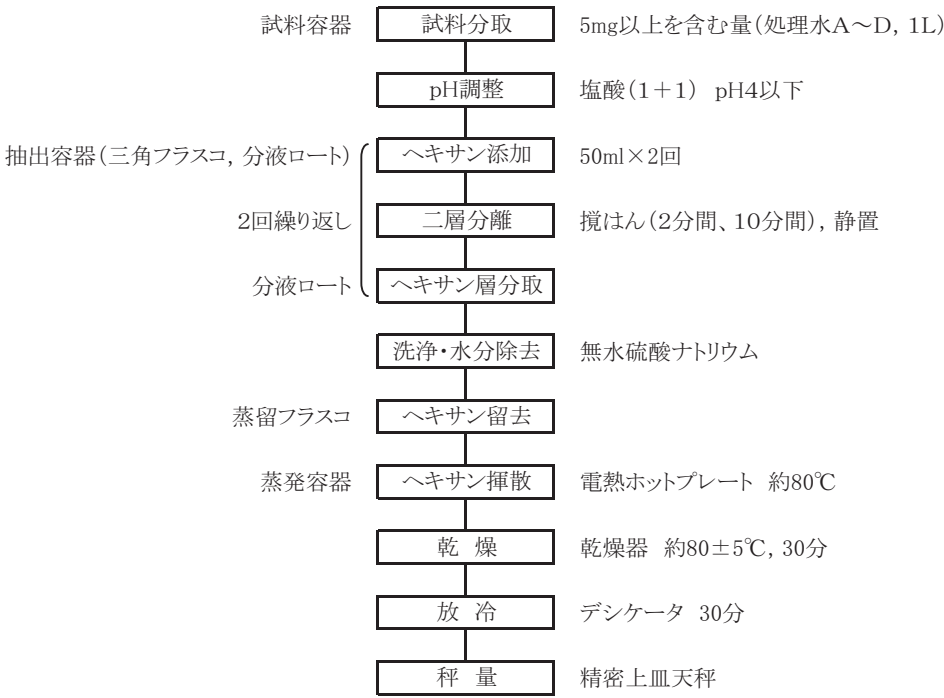 試料容器 試料分取 5mg以上を含む量(処理水A～D, 1L)
pH調整 塩酸(1＋1) pH4以下
抽出容器(三角フラスコ, 分液ロート) ヘキサン添加 50ml×2回
2回繰り返し 二層分離 撹はん(2分間、10分間), 静置
分液ロート ヘキサン層分取
洗浄・水分除去 無水硫酸ナトリウム
蒸留フラスコ ヘキサン留去
蒸発容器 ヘキサン揮散 電熱ホットプレート 約80℃
乾 燥 乾燥器 約80±5℃, 30分
放 冷 デシケータ 30分
秤 量 精密上皿天秤